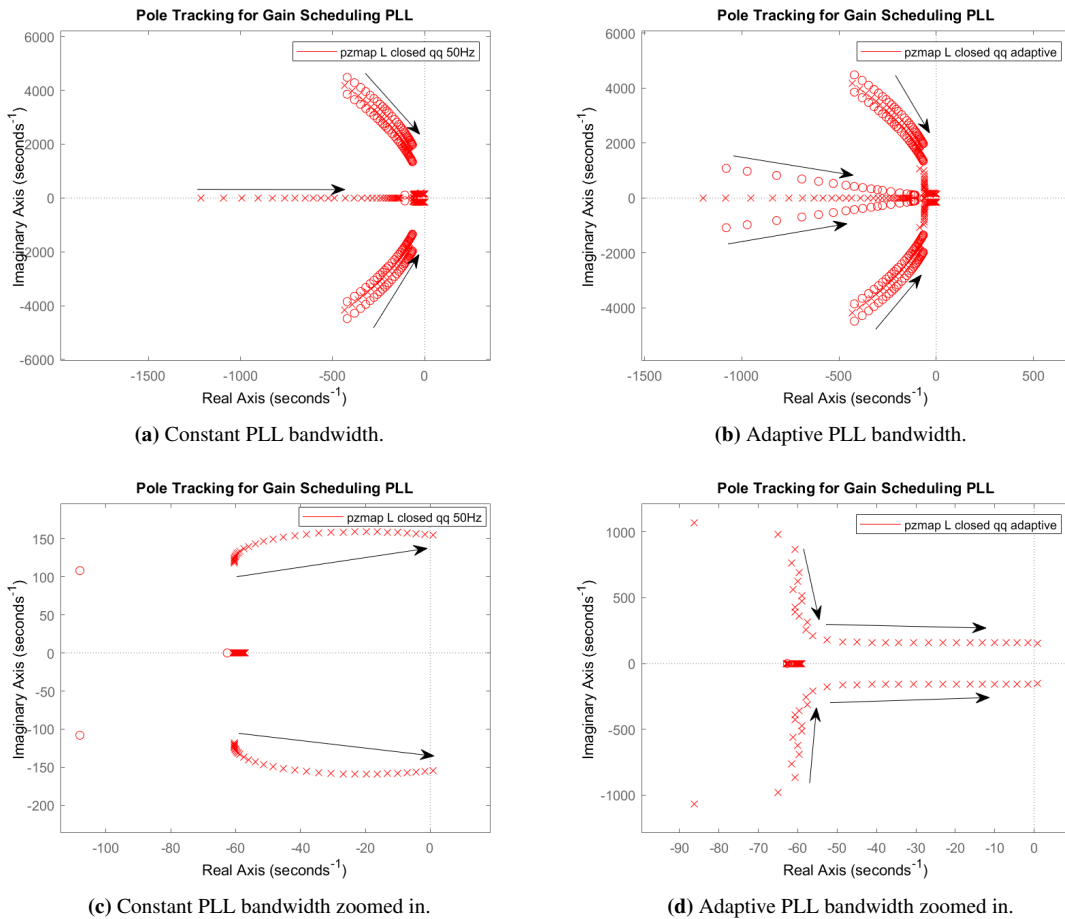 Pole Tracking for Gain Scheduling PLL
pzmap L closed qq 50Hz
Imaginary Axis (seconds⁻¹)
6000
4000
2000
0
-2000
-4000
-6000
-1500
-1000
-500
0
Real Axis (seconds⁻¹)
(a) Constant PLL bandwidth.
Pole Tracking for Gain Scheduling PLL
pzmap L closed qq adaptive
Imaginary Axis (seconds⁻¹)
6000
4000
2000
0
-2000
-4000
-1500
-1000
-500
0
500
Real Axis (seconds⁻¹)
(b) Adaptive PLL bandwidth.
Pole Tracking for Gain Scheduling PLL
pzmap L closed qq 50Hz
Imaginary Axis (seconds⁻¹)
150
100
50
0
-50
-100
-150
-200
-100
-80
-60
-40
-20
0
Real Axis (seconds⁻¹)
(c) Constant PLL bandwidth zoomed in.
Pole Tracking for Gain Scheduling PLL
pzmap L closed qq adaptive
Imaginary Axis (seconds⁻¹)
1000
500
0
-500
-1000
-90
-80
-70
-60
-50
-40
-30
-20
-10
0
Real Axis (seconds⁻¹)
(d) Adaptive PLL bandwidth zoomed in.